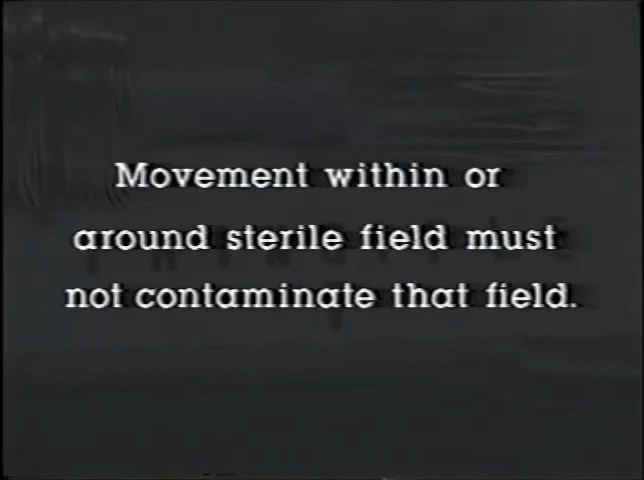 Movement within or
around sterile field must
not contaminate that field.